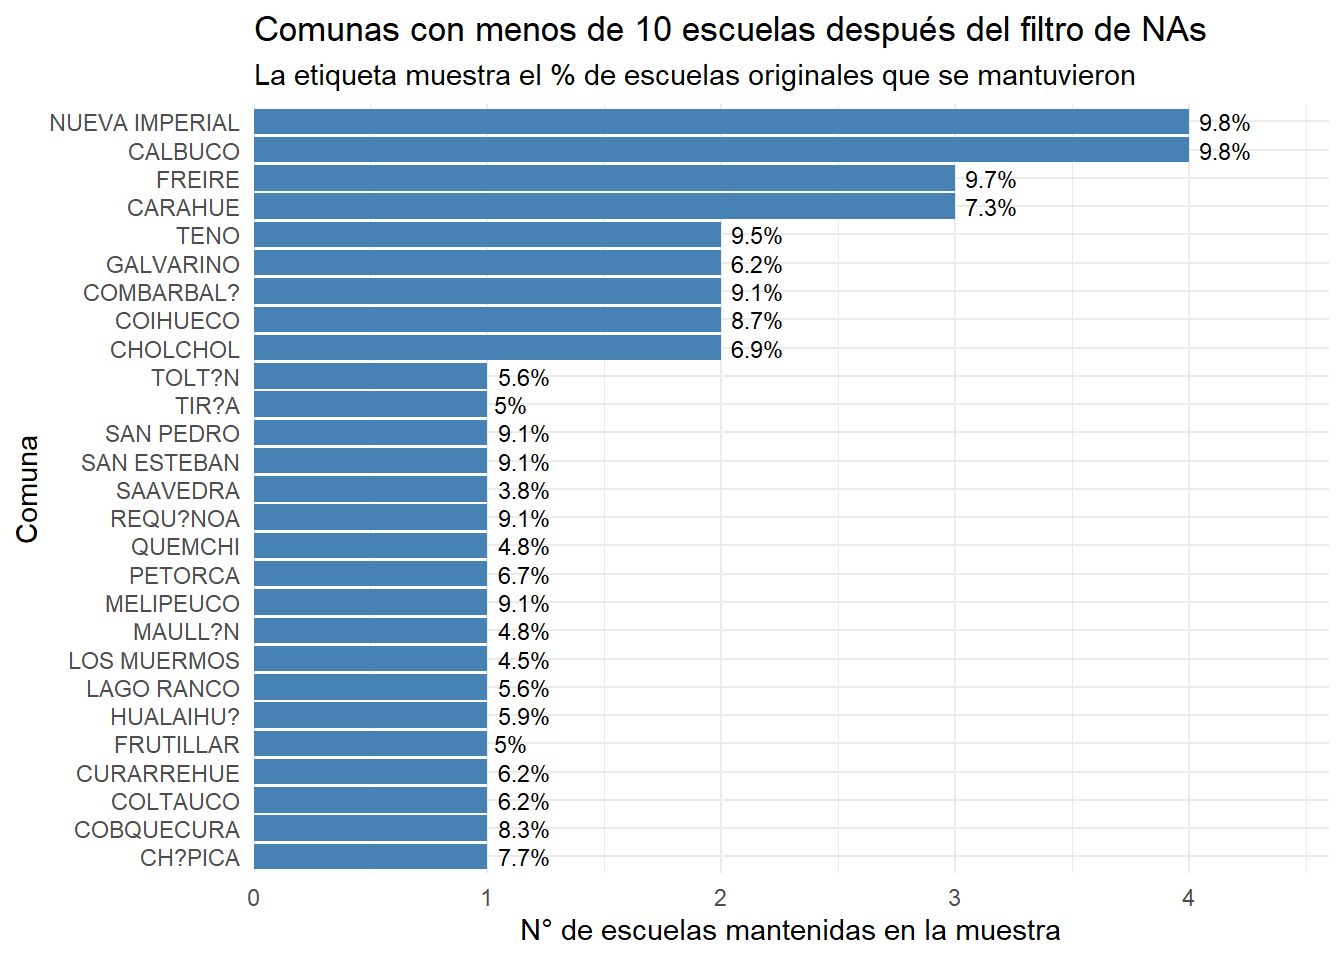 Comunas con menos de 10 escuelas después del filtro de NAs
La etiqueta muestra el % de escuelas originales que se mantuvieron
NUEVA IMPERIAL 9.8%
CALBUCO 9.8%
FREIRE 9.7%
CARAHUE 7.3%
TENO 9.5%
GALVARINO 6.2%
COMBARBAL? 9.1%
COIHUECO 8.7%
CHOLCHOL 6.9%
TOLT?N 5.6%
TIR?A 5%
SAN PEDRO 9.1%
SAN ESTEBAN 9.1%
SAAVEDRA 3.8%
REQU?NOA 9.1%
QUEMCHI 4.8%
PETORCA 6.7%
MELIPEUCO 9.1%
MAULL?N 4.8%
LOS MUERMOS 4.5%
LAGO RANCO 5.6%
HUALAIHU? 5.9%
FRUTILLAR 5%
CURARREHUE 6.2%
COLTAUCO 6.2%
COBQUECURA 8.3%
CH?PICA 7.7%
Comuna
0 1 2 3 4
N° de escuelas mantenidas en la muestra